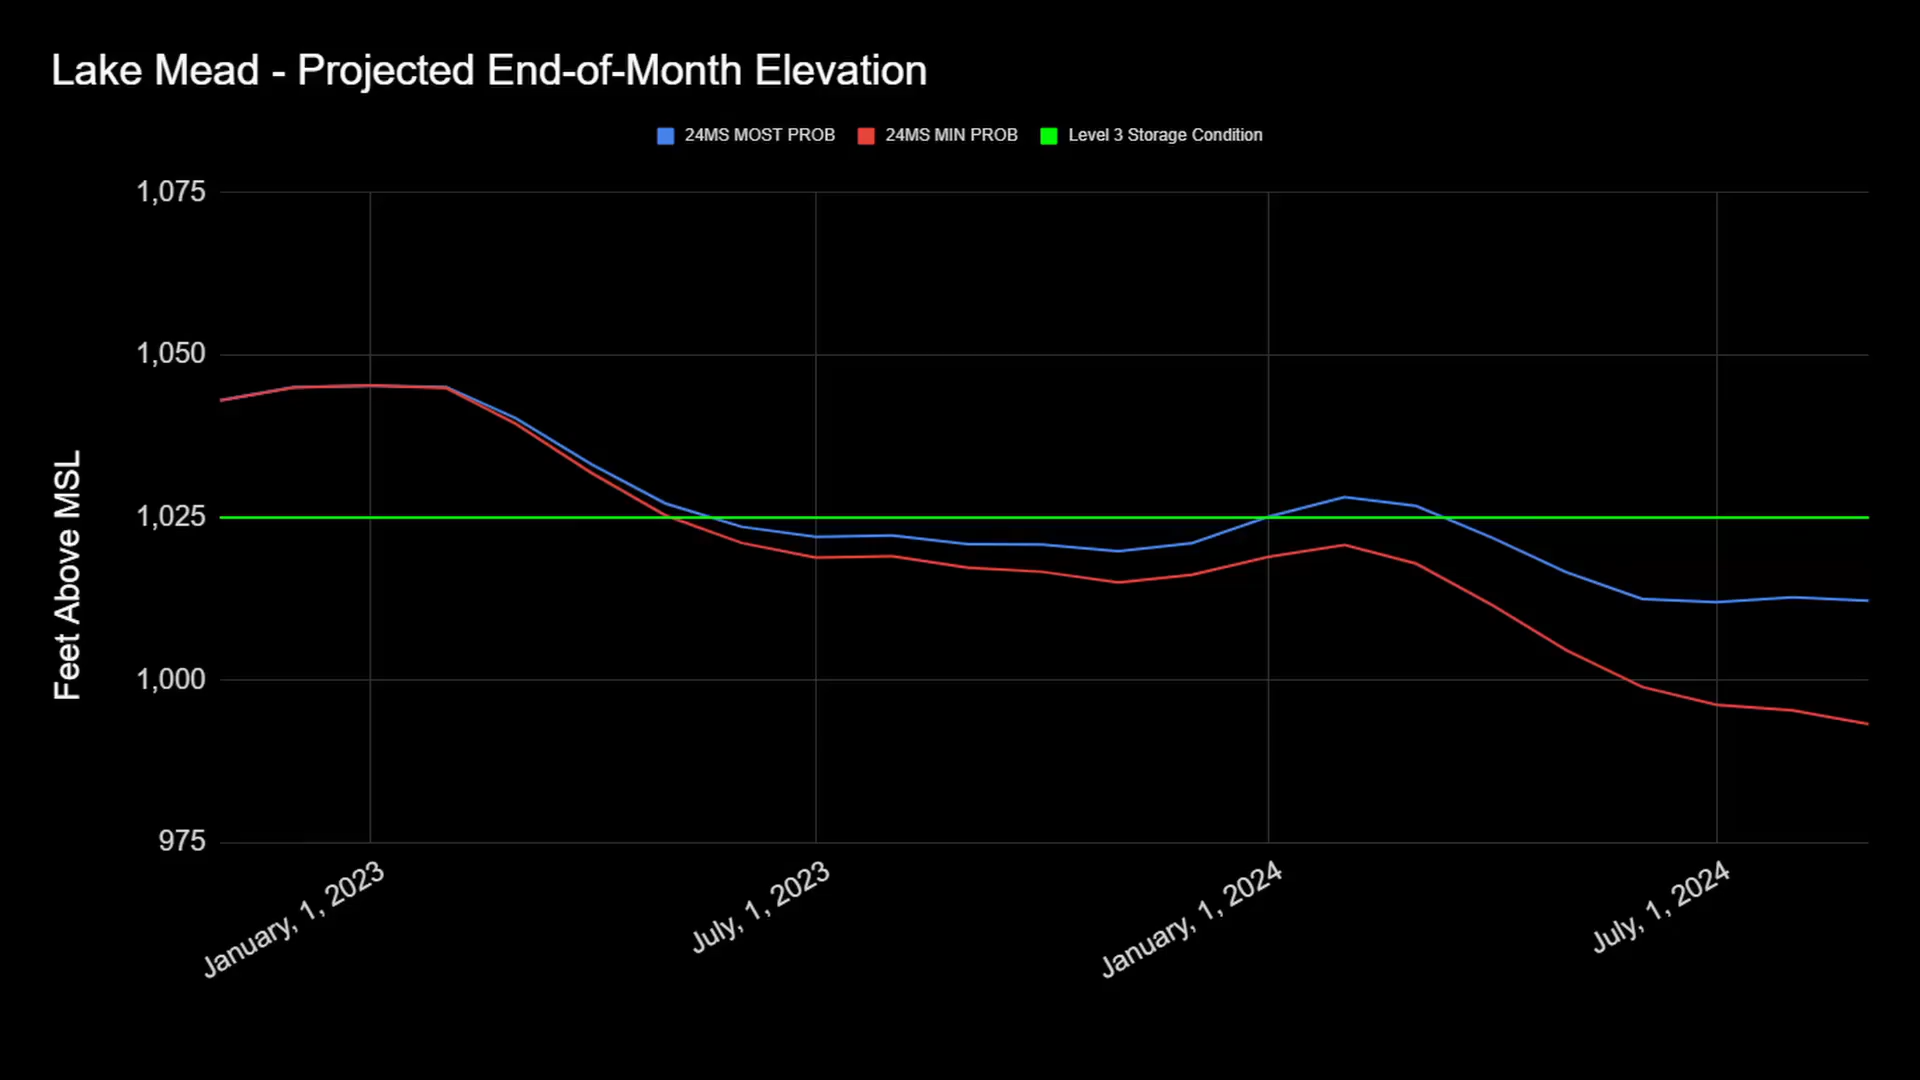 Lake Mead - Projected End-of-Month Elevation
24MS MOST PROB
24MS MIN PROB
Level 3 Storage Condition
Feet Above MSL
1,075
1,050
1,025
1,000
975
January, 1, 2023
July, 1, 2023
January, 1, 2024
July, 1, 2024